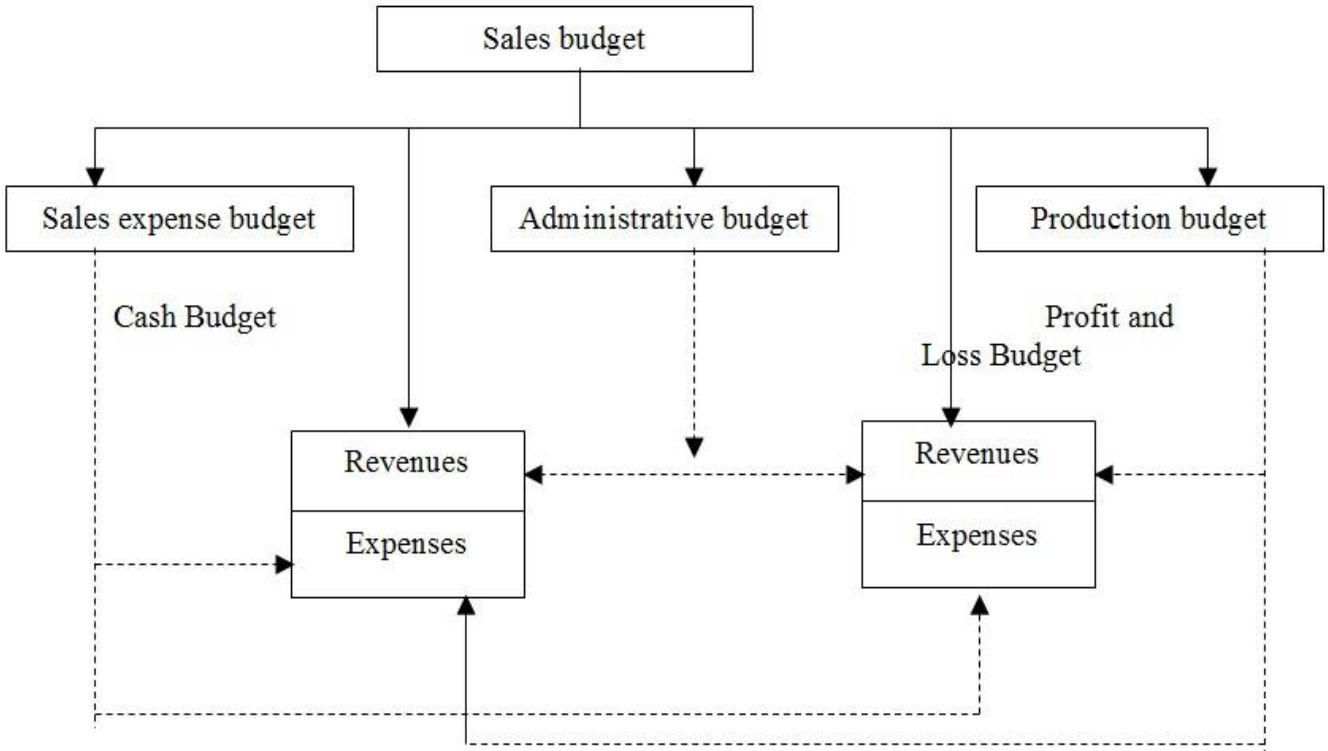 Sales budget
Sales expense budget
Administrative budget
Production budget
Cash Budget
Profit and
Loss Budget
Revenues
Expenses
Revenues
Expenses